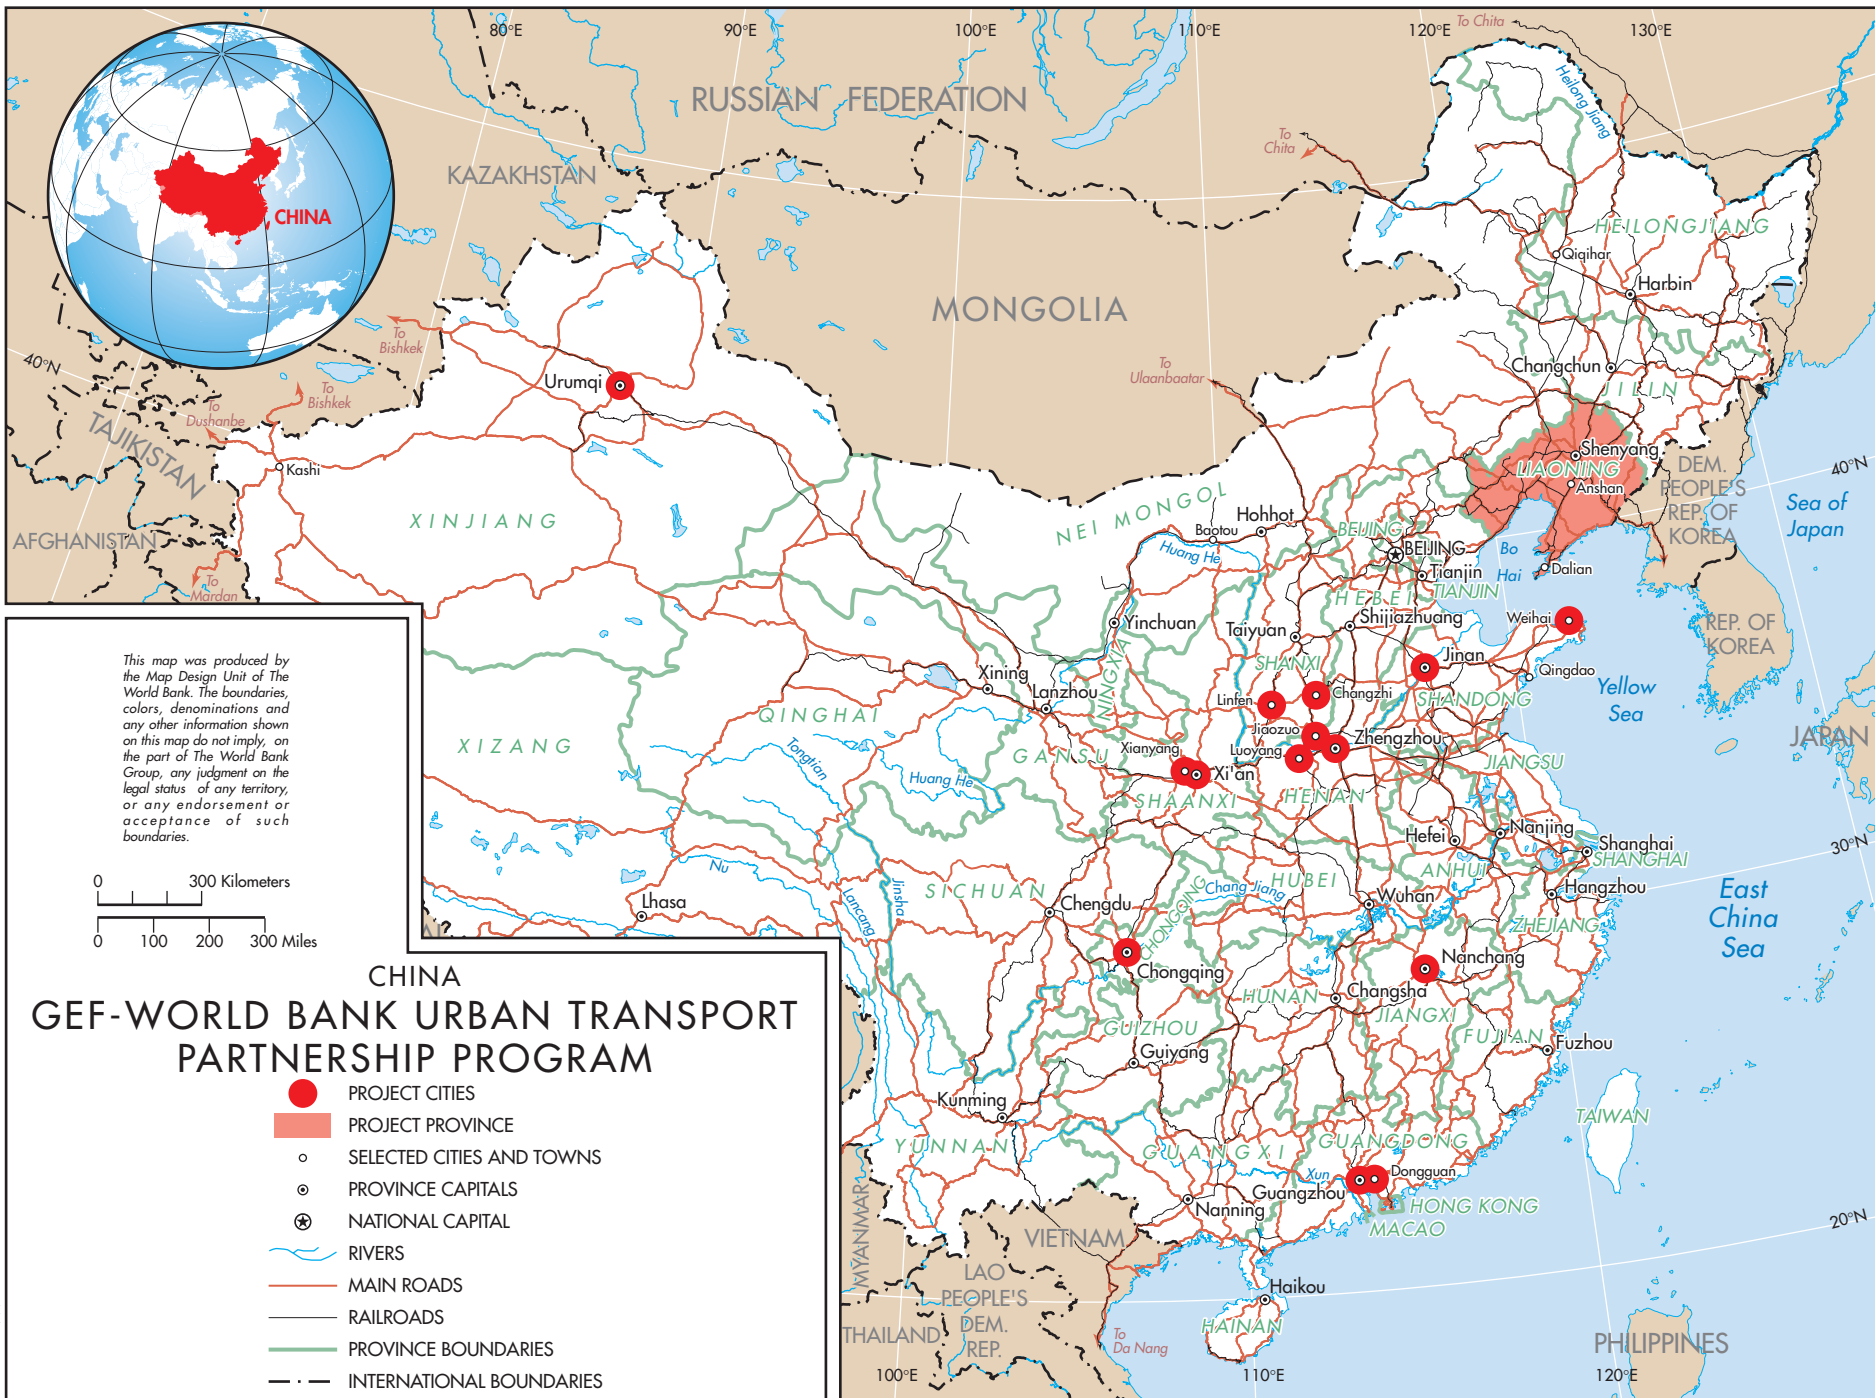 80°E
90°E
100°E
110°E
120°E
130°E
To Chita
RUSSIAN FEDERATION
Heilong Jiang
To
Chita
KAZAKHSTAN
CHINA
HEILONGJIANG
Qiqihar
Harbin
MONGOLIA
To
Bishkek
40°N
To
Ulaanbaatar
Changchun
JILIN
Urumqi
To
Bishkek
To
Dushanbe
TAJIKISTAN
Kashi
Shenyang
LIAONING
Anshan
DEM.
PEOPLE'S
REP. OF
KOREA
40°N
Sea of
Japan
XINJIANG
NEI MONGOL
Hohhot
Baotou
Huang He
BEIJING
BEIJING
Bo
Hai
Dalian
AFGHANISTAN
To
Mardan
Tianjin
TIANJIN
HEBEI
Shijiazhuang
Weihai
REP. OF
KOREA
Yinchuan
Taiyuan
SHANXI
Jinan
Qingdao
Xining
Lanzhou
NINGXIA
Linfen
Changzhi
SHANDONG
Yellow
Sea
QINGHAI
XIZANG
Tongtian
Huang He
GANSU
Xianyang
Xi'an
Jiaozuo
Luoyang
Zhengzhou
JIANGSU
JAPAN
SHAANXI
HENAN
Hefei
Nanjing
Shanghai
SHANGHAI
30°N
Nu
Lancang
Jinsha
SICHUAN
CHONGQING
Chang Jiang
HUBEI
ANHUI
Hangzhou
Lhasa
Chengdu
Wuhan
ZHEJIANG
East
China
Sea
Chongqing
Nanchang
HUNAN
Changsha
JIANGXI
GUIZHOU
Guiyang
FUJIAN
Fuzhou
Kunming
YUNNAN
GUANGXI
GUANGDONG
TAIWAN
Xun
Guangzhou
Dongguan
Nanning
HONG KONG
MACAO
20°N
MYANMAR
VIETNAM
LAO
PEOPLE'S
DEM.
REP.
THAILAND
To
Da Nang
Haikou
HAINAN
PHILIPPINES
100°E
110°E
120°E
This map was produced by
the Map Design Unit of The
World Bank. The boundaries,
colors, denominations and
any other information shown
on this map do not imply, on
the part of The World Bank
Group, any judgment on the
legal status of any territory,
or any endorsement or
acceptance of such
boundaries.
0 300 Kilometers
0 100 200 300 Miles
CHINA
GEF-WORLD BANK URBAN TRANSPORT
PARTNERSHIP PROGRAM
PROJECT CITIES
PROJECT PROVINCE
SELECTED CITIES AND TOWNS
PROVINCE CAPITALS
NATIONAL CAPITAL
RIVERS
MAIN ROADS
RAILROADS
PROVINCE BOUNDARIES
INTERNATIONAL BOUNDARIES